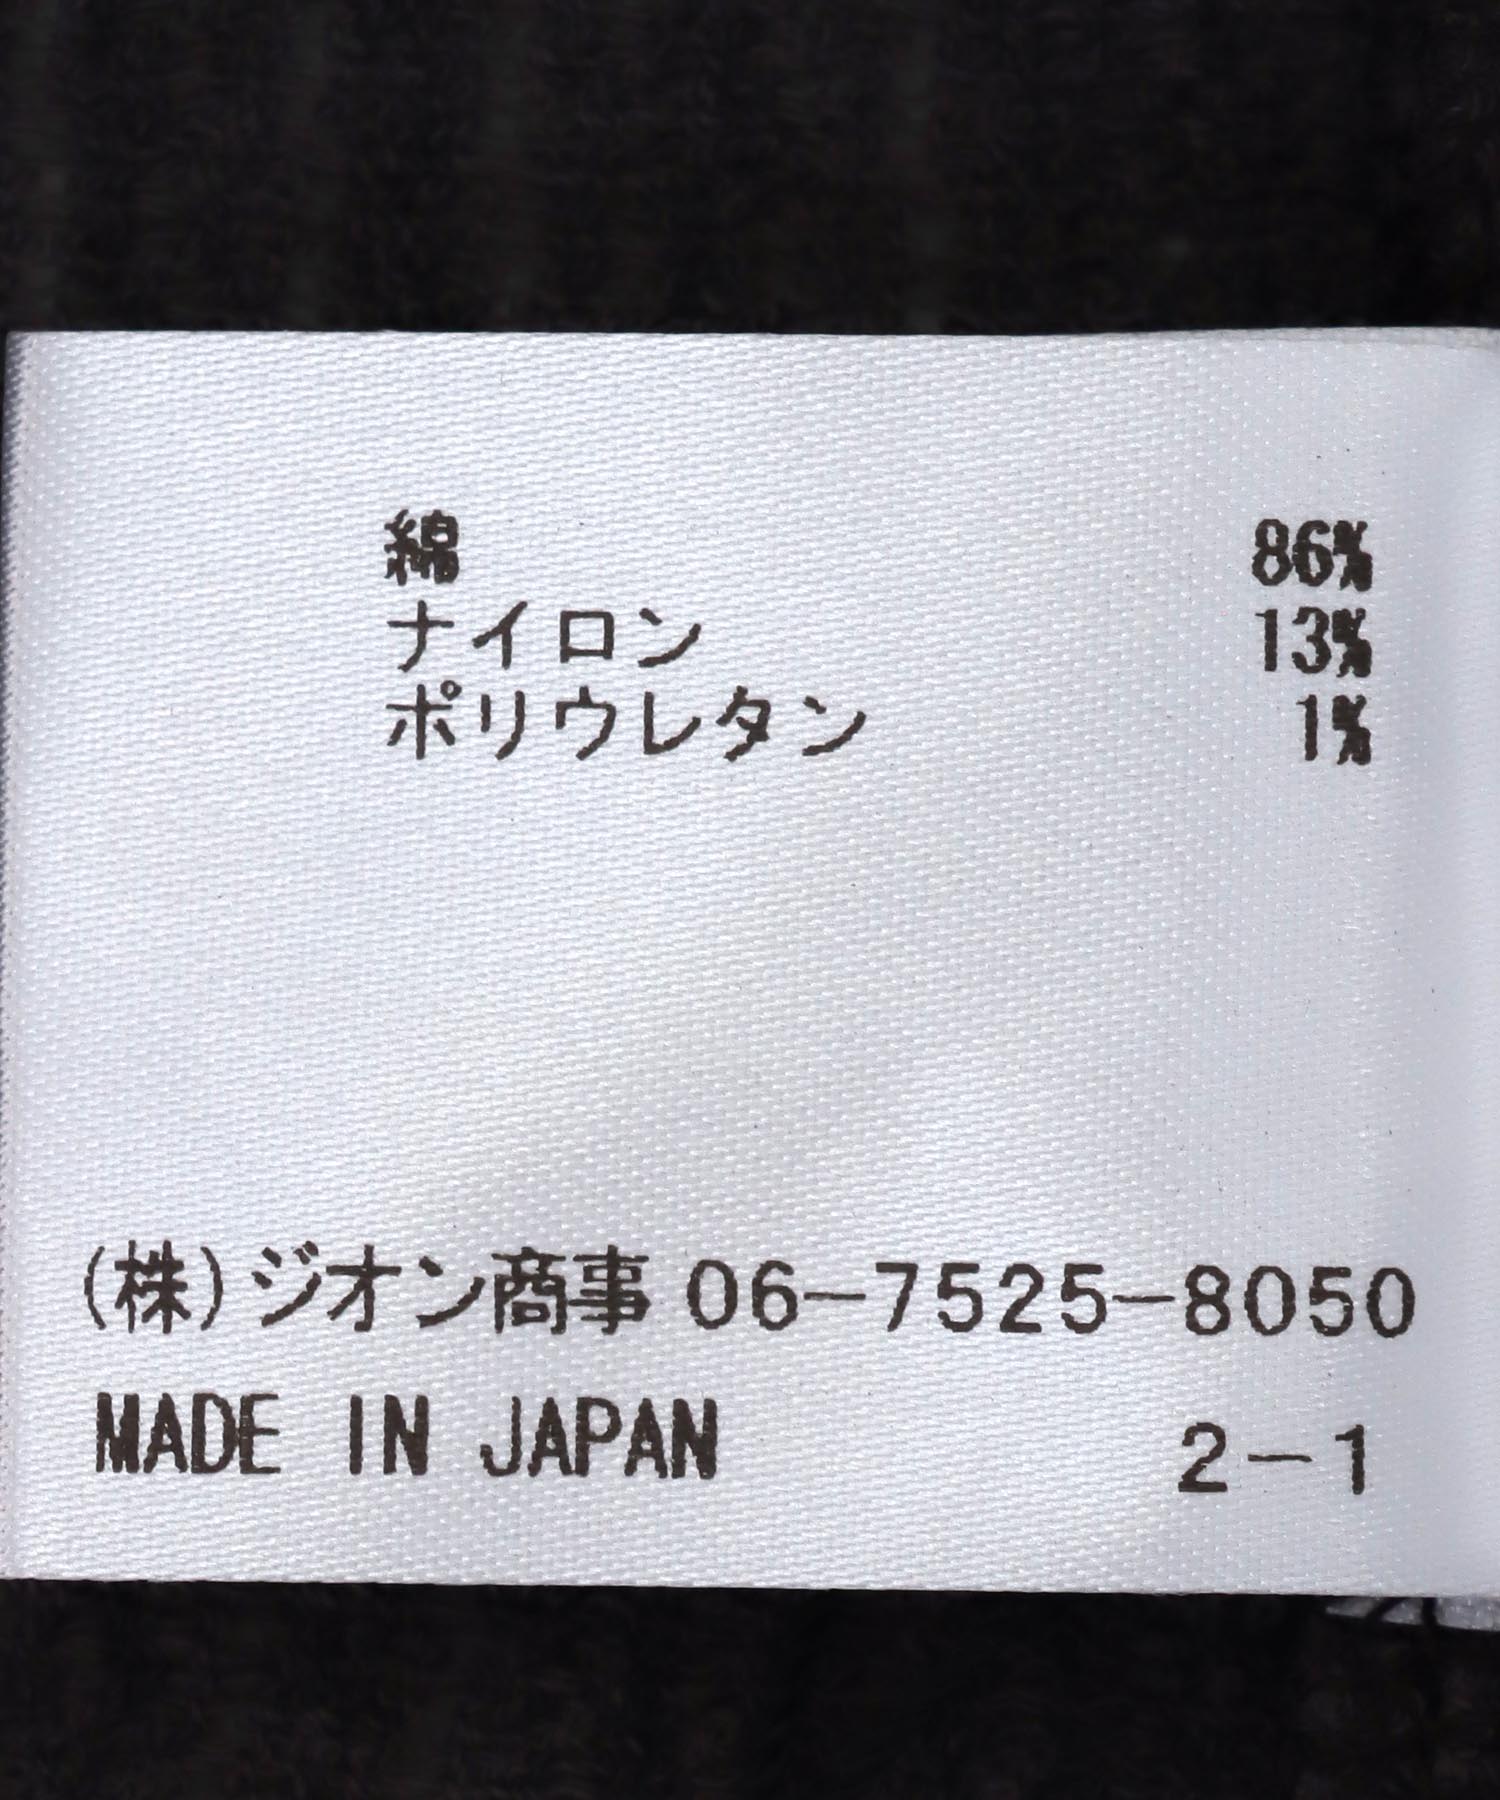 綿 86%
ナイロン 13%
ポリウレタン 1%
(株)ジオン商事 06-7525-8050
MADE IN JAPAN 2-1